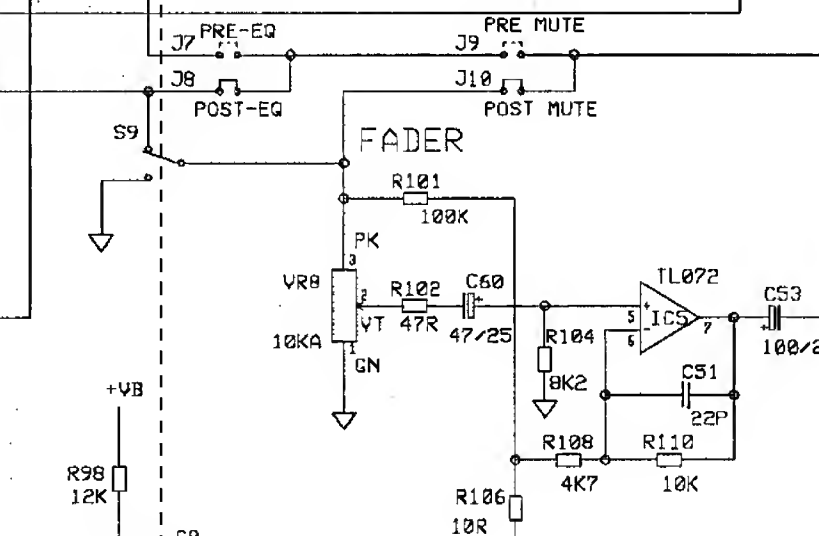 PRE-EQ
PRE MUTE
J7
J9
J8
J10
POST-EQ
POST MUTE
S9
FADER
R101
100K
PK
3
VR8
2
R102
C60
+
TL072
C53
VT
47R
47/25
5
+
IC5
7
+
10KA
1
R104
6
-
100/2
GN
8K2
C51
22P
+VB
R108
R110
R98
4K7
10K
12K
R106
10R